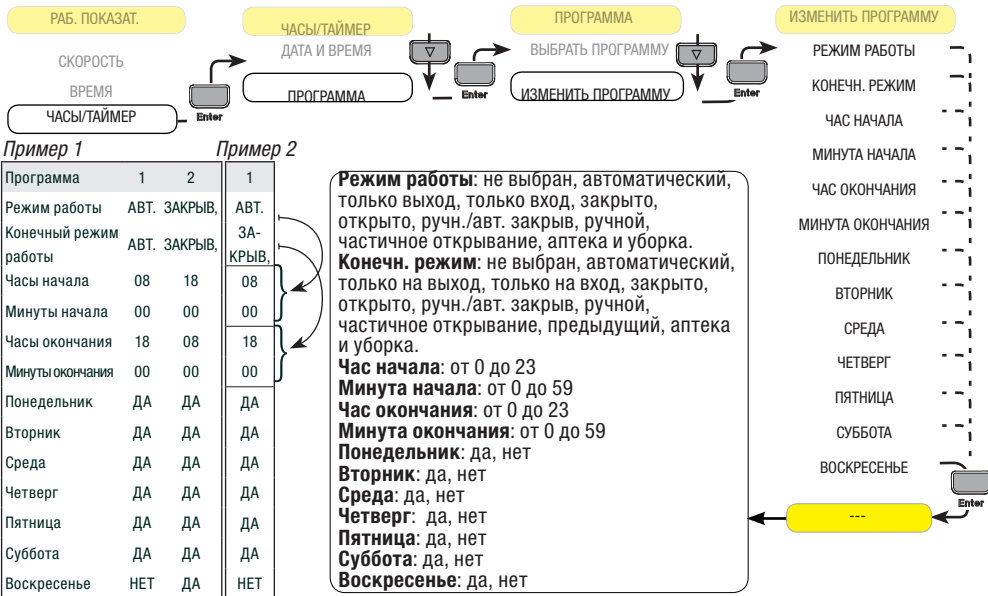 РАБ. ПОКАЗАТ.
СКОРОСТЬ
ВРЕМЯ
ЧАСЫ/ТАЙМЕР
Enter
ЧАСЫ/ТАЙМЕР
ДАТА И ВРЕМЯ
ПРОГРАММА
Enter
ПРОГРАММА
ВЫБРАТЬ ПРОГРАММУ
ИЗМЕНИТЬ ПРОГРАММУ
Enter
ИЗМЕНИТЬ ПРОГРАММУ
РЕЖИМ РАБОТЫ
КОНЕЧН. РЕЖИМ
ЧАС НАЧАЛА
МИНУТА НАЧАЛА
ЧАС ОКОНЧАНИЯ
МИНУТА ОКОНЧАНИЯ
ПОНЕДЕЛЬНИК
ВТОРНИК
СРЕДА
ЧЕТВЕРГ
ПЯТНИЦА
СУББОТА
ВОСКРЕСЕНЬЕ
Enter
---
Пример 1 Пример 2
Программа 1 2 1
Режим работы АВТ. ЗАКРЫВ, АВТ.
Конечный режим
работы АВТ. ЗАКРЫВ, ЗА-
КРЫВ,
Часы начала 08 18 08
Минуты начала 00 00 00
Часы окончания 18 08 18
Минуты окончания 00 00 00
Понедельник ДА ДА ДА
Вторник ДА ДА ДА
Среда ДА ДА ДА
Четверг ДА ДА ДА
Пятница ДА ДА ДА
Суббота ДА ДА ДА
Воскресенье НЕТ ДА НЕТ
Режим работы: не выбран, автоматический,
только выход, только вход, закрыто,
открыто, ручн./авт. закрыв, ручной,
частичное открывание, аптека и уборка.
Конечн. режим: не выбран, автоматический,
только на выход, только на вход, закрыто,
открыто, ручн./авт. закрыв, ручной,
частичное открывание, предыдущий, аптека
и уборка.
Час начала: от 0 до 23
Минута начала: от 0 до 59
Час окончания: от 0 до 23
Минута окончания: от 0 до 59
Понедельник: да, нет
Вторник: да, нет
Среда: да, нет
Четверг: да, нет
Пятница: да, нет
Суббота: да, нет
Воскресенье: да, нет